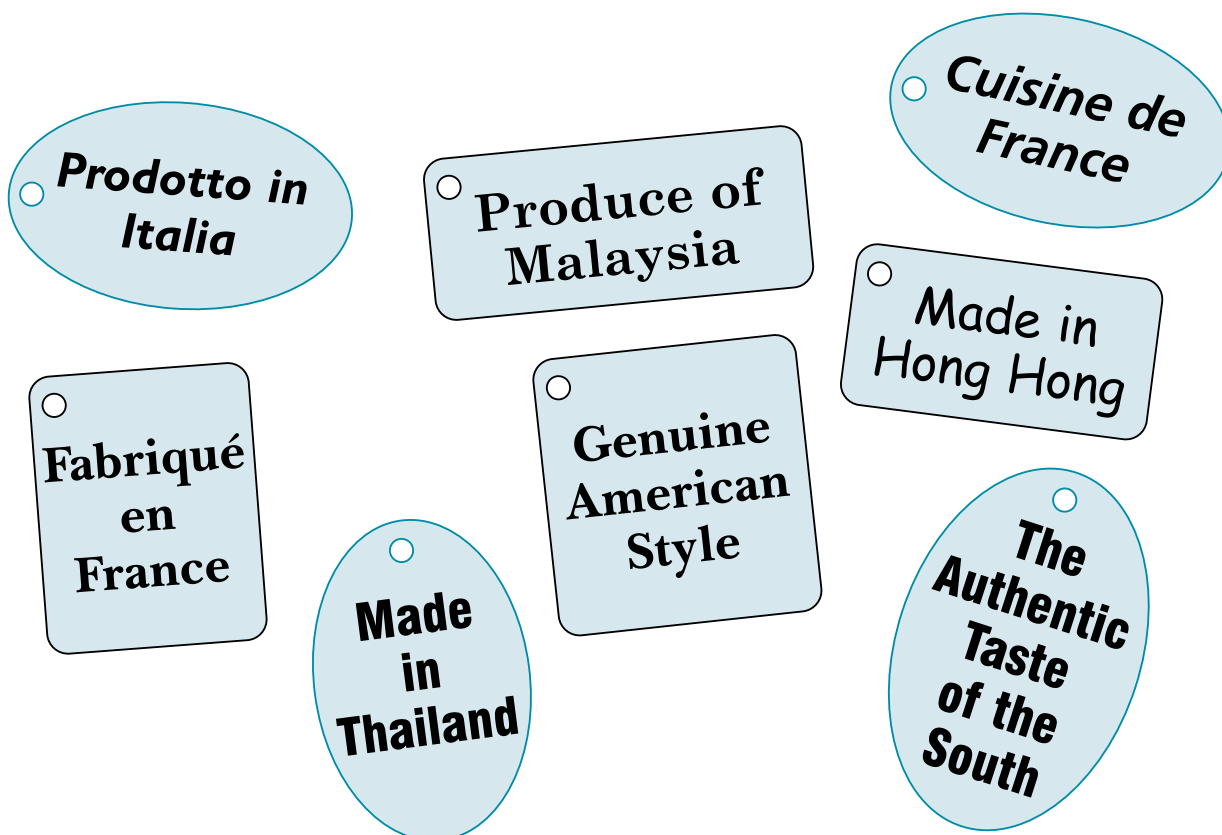 Cuisine de
France
Prodotto in
Italia
Produce of
Malaysia
Made in
Hong Hong
Fabriqué
en
France
Genuine
American
Style
Made
in
Thailand
The
Authentic
Taste
of the
South